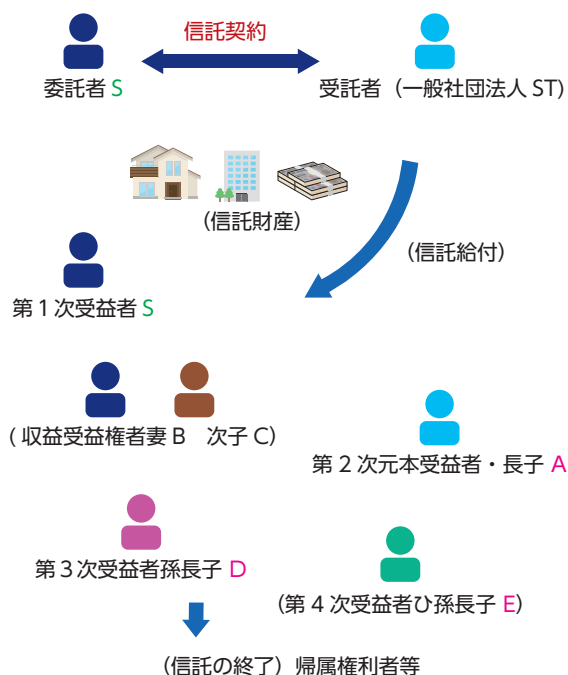 信託契約
委託者 S
受託者（一般社団法人 ST)
(信託財産）
（信託給付）
第１次受益者 S
( 収益受益権者妻 B　次子 C）
第 2 次元本受益者・長子 A
第３次受益者孫長子 D
（第 4 次受益者ひ孫長子 E）
（信託の終了）帰属権利者等